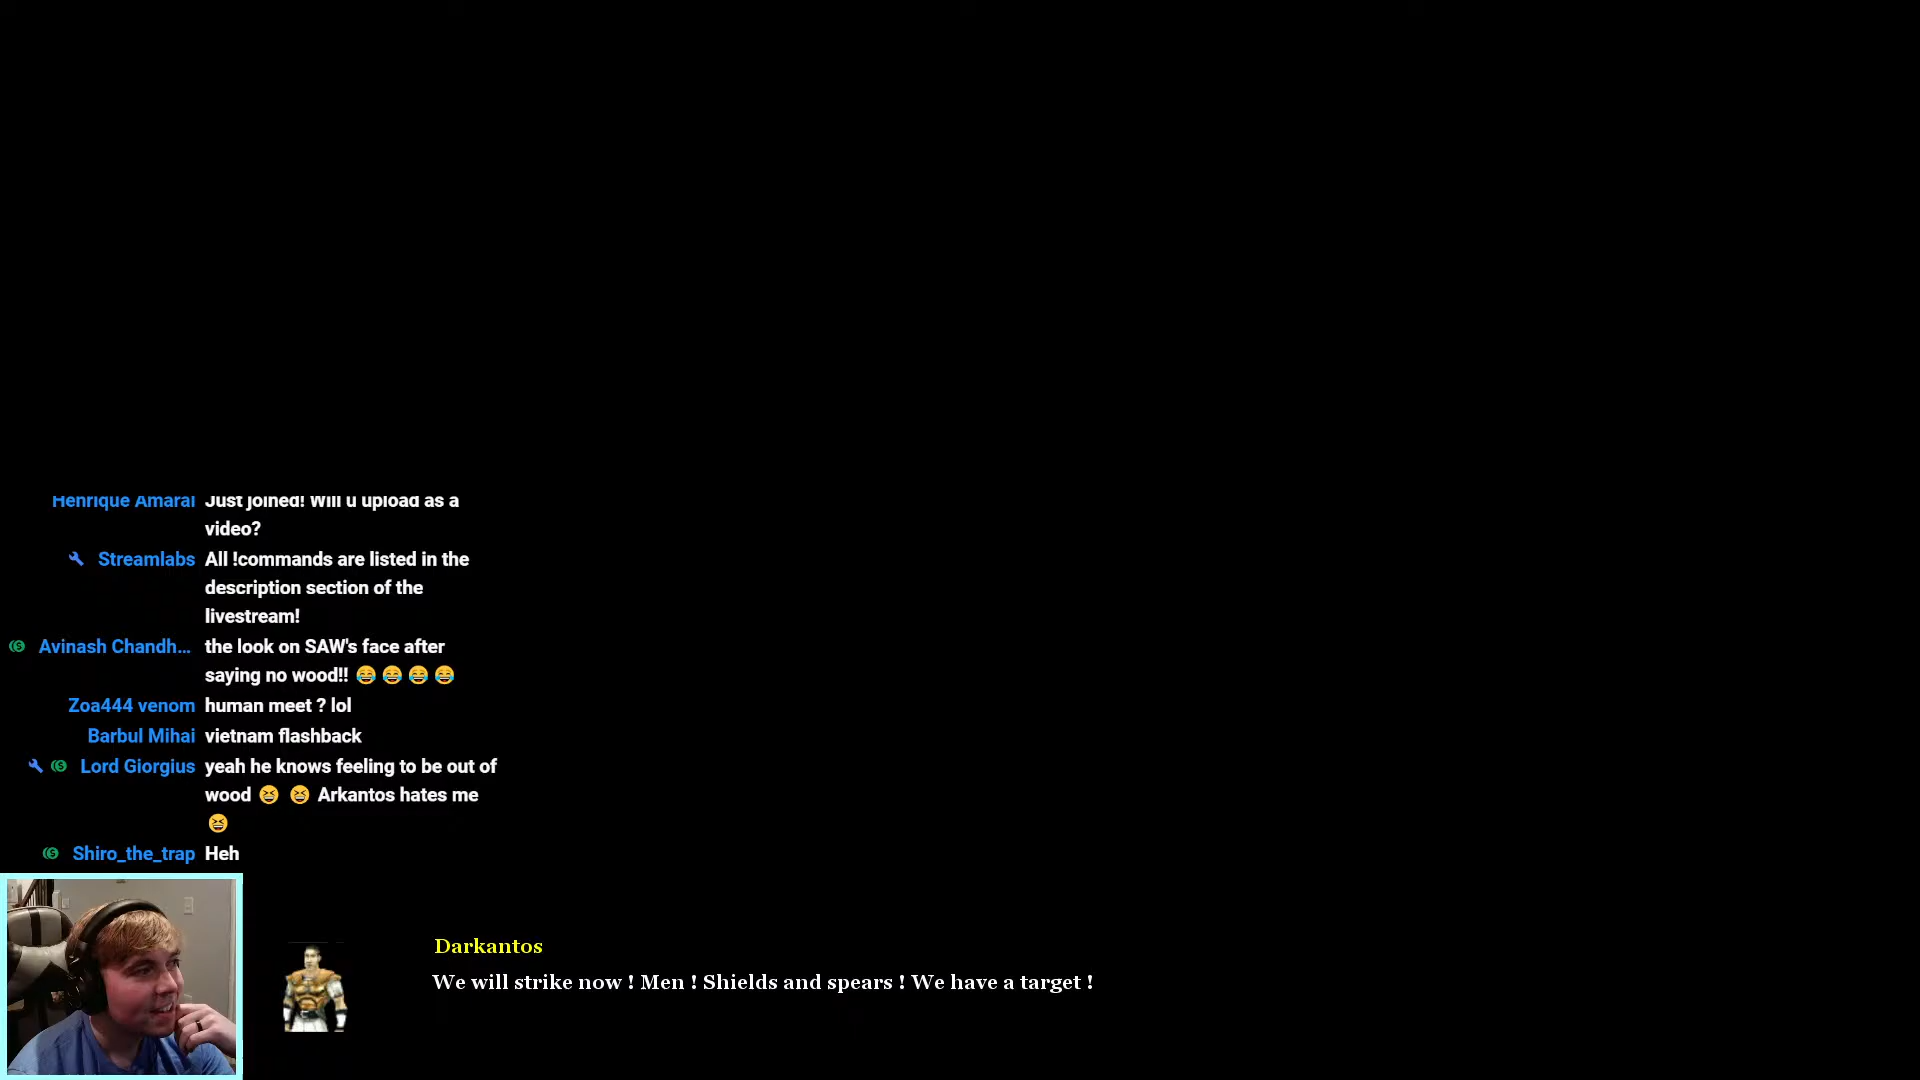 Henrique Amaral Just joined! Will u upload as a
video?
Streamlabs All !commands are listed in the
description section of the
livestream!
Avinash Chandh... the look on SAW's face after
saying no wood!! 😂 😂 😂 😂
Zoa444 venom human meet ? lol
Barbul Mihai vietnam flashback
Lord Giorgius yeah he knows feeling to be out of
wood 😆 😆 Arkantos hates me
😆
Shiro_the_trap Heh
Darkantos
We will strike now ! Men ! Shields and spears ! We have a target !